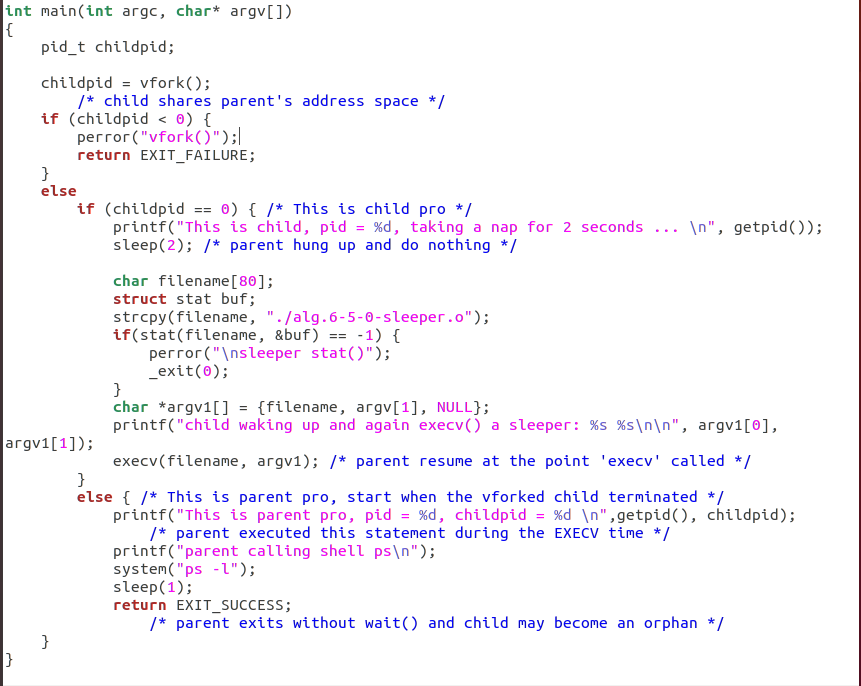 int main(int argc, char* argv[])
{
    pid_t childpid;

    childpid = vfork();
        /* child shares parent's address space */
    if (childpid < 0) {
        perror("vfork()");
        return EXIT_FAILURE;
    }
    else
        if (childpid == 0) { /* This is child pro */
            printf("This is child, pid = %d, taking a nap for 2 seconds ... \n", getpid());
            sleep(2); /* parent hung up and do nothing */

            char filename[80];
            struct stat buf;
            strcpy(filename, "./alg.6-5-0-sleeper.o");
            if(stat(filename, &buf) == -1) {
                perror("\nsleeper stat()");
                _exit(0);
            }
            char *argv1[] = {filename, argv[1], NULL};
            printf("child waking up and again execv() a sleeper: %s %s\n\n", argv1[0],
argv1[1]);
            execv(filename, argv1); /* parent resume at the point 'execv' called */
        }
        else { /* This is parent pro, start when the vforked child terminated */
            printf("This is parent pro, pid = %d, childpid = %d \n",getpid(), childpid);
                /* parent executed this statement during the EXECV time */
            printf("parent calling shell ps\n");
            system("ps -l");
            sleep(1);
            return EXIT_SUCCESS;
                /* parent exits without wait() and child may become an orphan */
    }
}